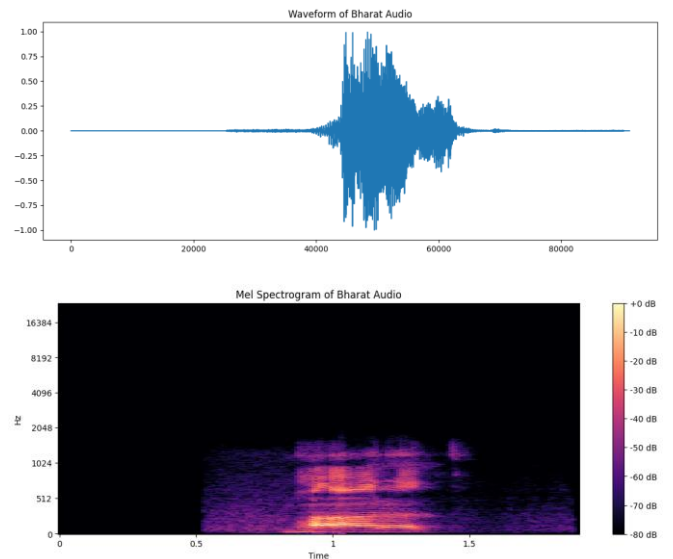 Waveform of Bharat Audio
1.00
0.75
0.50
0.25
0.00
−0.25
−0.50
−0.75
−1.00
0 20000 40000 60000 80000
Mel Spectrogram of Bharat Audio
16384
8192
4096
2048
1024
512
0
Hz
0 0.5 1 1.5
Time
+0 dB
-10 dB
-20 dB
-30 dB
-40 dB
-50 dB
-60 dB
-70 dB
-80 dB